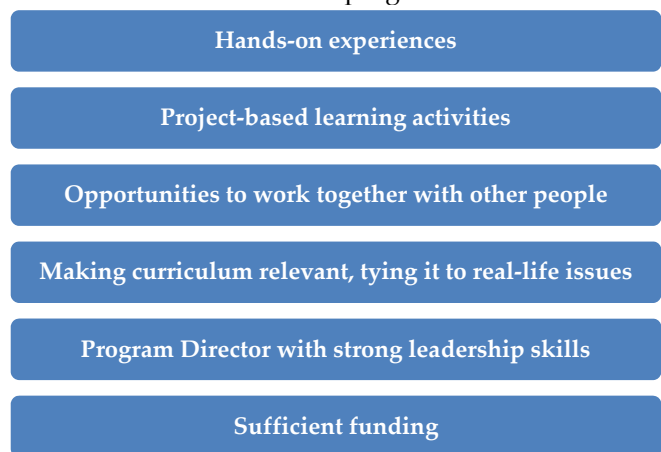 Hands-on experiences
Project-based learning activities
Opportunities to work together with other people
Making curriculum relevant, tying it to real-life issues
Program Director with strong leadership skills
Sufficient funding